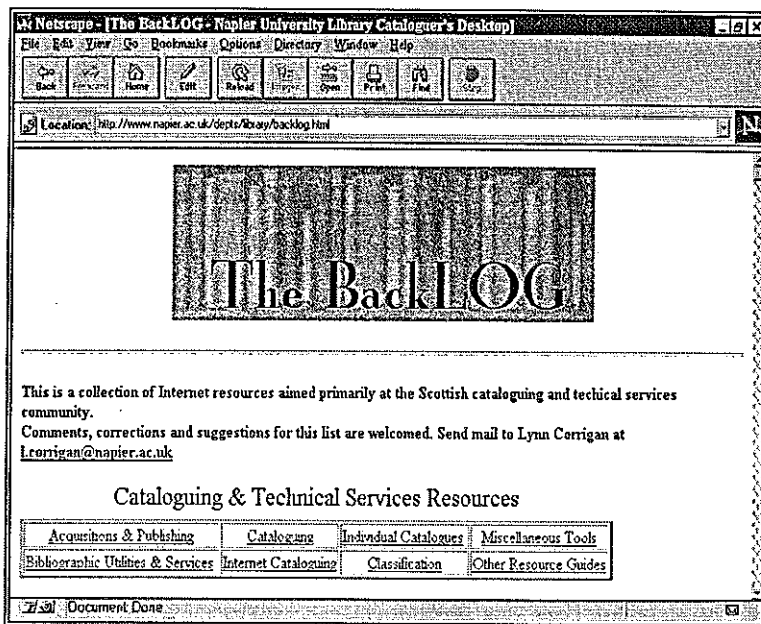 Netscape - [The BackLOG - Napier University Library Cataloguer's Desktop]
File Edit View Go Bookmarks Options Directory Window Help
Back Forward Home Edit Reload Images Open Print Find Stop
Location: http://www.napier.ac.uk/depts/library/backlog.html
N
The BackLOG
This is a collection of Internet resources aimed primarily at the Scottish cataloguing and techical services
community.
Comments, corrections and suggestions for this list are welcomed. Send mail to Lynn Corrigan at
l.corrigan@napier.ac.uk
Cataloguing & Technical Services Resources
Acquisitions & Publishing Cataloguing Individual Catalogues Miscellaneous Tools
Bibliographic Utilities & Services Internet Cataloguing Classification Other Resource Guides
Document Done